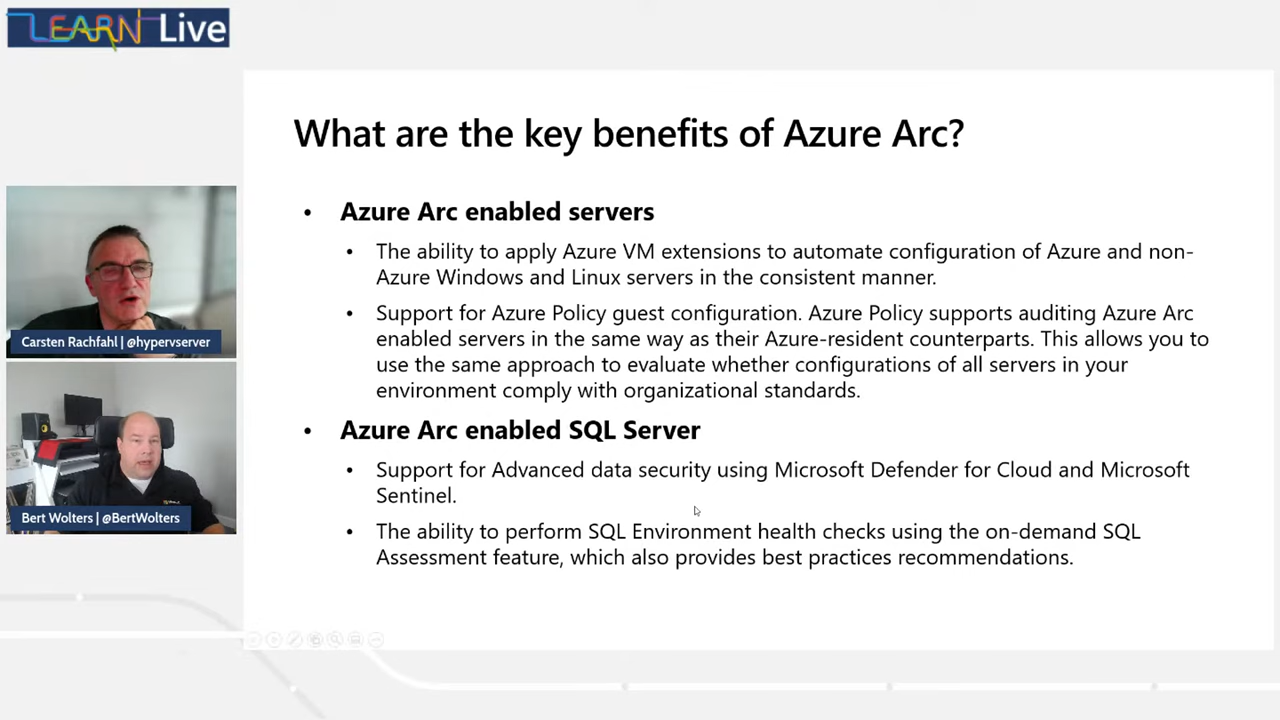 LEARN Live
What are the key benefits of Azure Arc?
• Azure Arc enabled servers
• The ability to apply Azure VM extensions to automate configuration of Azure and non-
Azure Windows and Linux servers in the consistent manner.
• Support for Azure Policy guest configuration. Azure Policy supports auditing Azure Arc
enabled servers in the same way as their Azure-resident counterparts. This allows you to
use the same approach to evaluate whether configurations of all servers in your
environment comply with organizational standards.
• Azure Arc enabled SQL Server
• Support for Advanced data security using Microsoft Defender for Cloud and Microsoft
Sentinel.
• The ability to perform SQL Environment health checks using the on-demand SQL
Assessment feature, which also provides best practices recommendations.
Carsten Rachfahl | @hypervserver
Bert Wolters | @BertWolters